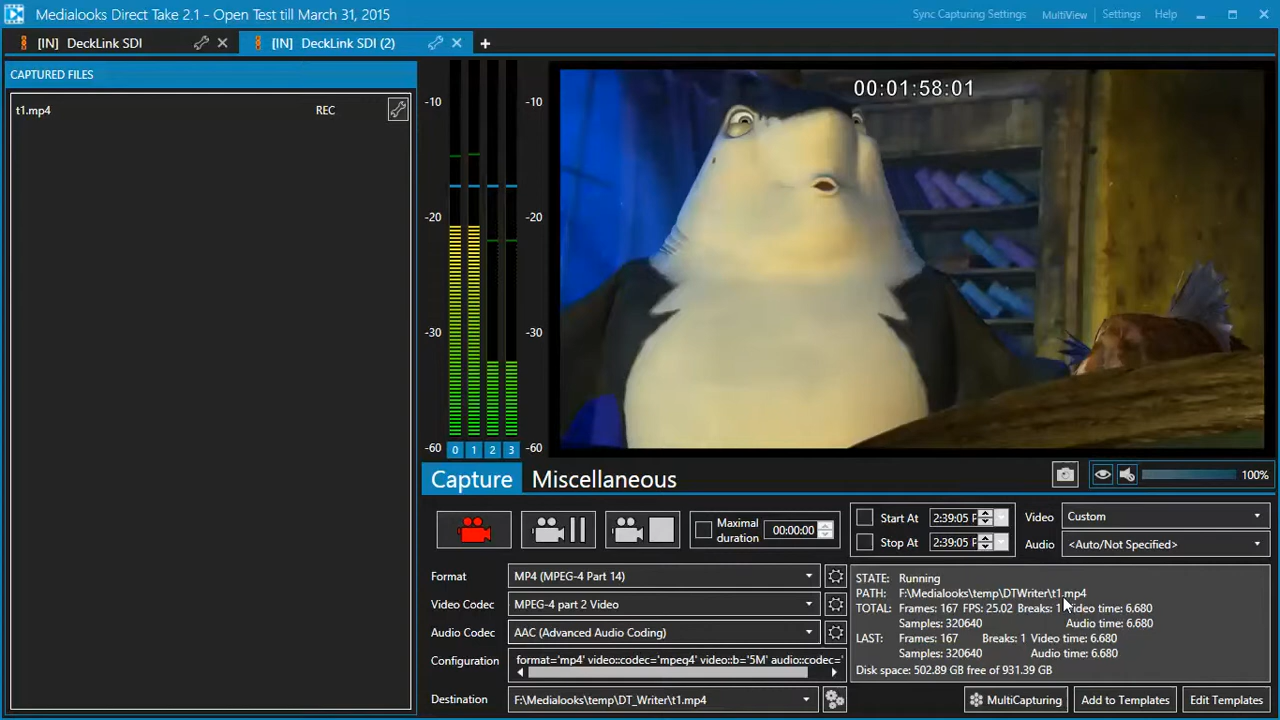 Medialooks Direct Take 2.1 - Open Test till March 31, 2015
Sync Capturing Settings MultiView Settings Help
[IN] DeckLink SDI
[IN] DeckLink SDI (2)
CAPTURED FILES
t1.mp4 REC
-10 -10
-20 -20
-30 -30
-60 -60
0 1 2 3
00:01:58:01
Capture Miscellaneous
100%
Maximal duration 00:00:00
Start At 2:39:05
Stop At 2:39:05
Video Custom
Audio <Auto/Not Specified>
Format MP4 (MPEG-4 Part 14)
Video Codec MPEG-4 part 2 Video
Audio Codec AAC (Advanced Audio Coding)
Configuration format='mp4' video::codec='mpeg4' video::b='5M' audio::codec='
Destination F:\Medialooks\temp\DT_Writer\t1.mp4
STATE: Running
PATH: F:\Medialooks\temp\DTWriter\t1.mp4
TOTAL: Frames: 167 FPS: 25.02 Breaks: 1 Video time: 6.680
Samples: 320640 Audio time: 6.680
LAST: Frames: 167 Breaks: 1 Video time: 6.680
Samples: 320640 Audio time: 6.680
Disk space: 502.89 GB free of 931.39 GB
MultiCapturing Add to Templates Edit Templates